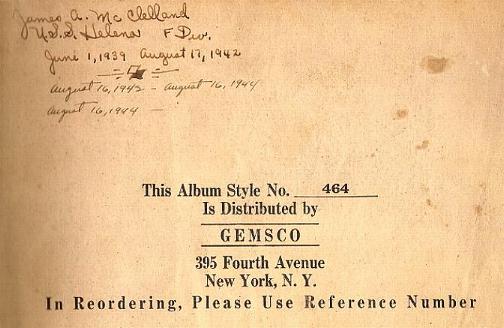 James A. McClelland
U.S.S. Helena F Div.
June 1, 1939 August 17, 1942
August 16, 1942 - August 16, 1944
August 16, 1944 -
This Album Style No. 464
Is Distributed by
GEMSCO
395 Fourth Avenue
New York, N. Y.
In Reordering, Please Use Reference Number